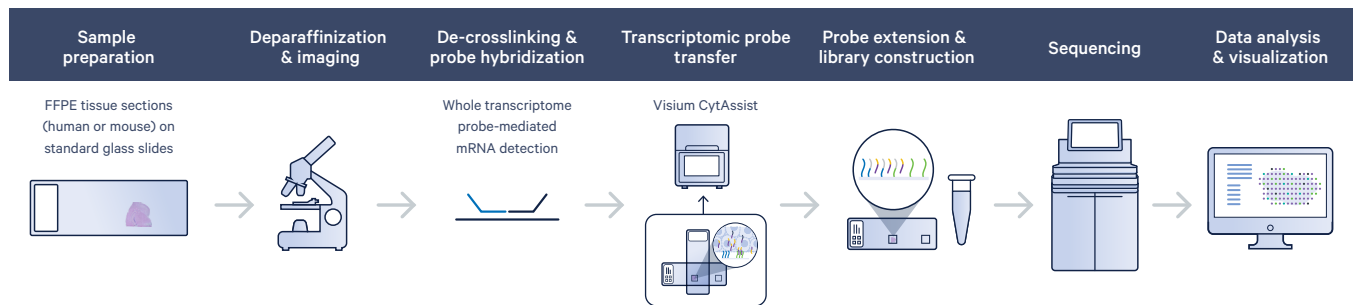 Sample
preparation
Deparaffinization
& imaging
De-crosslinking &
probe hybridization
Transcriptomic probe
transfer
Probe extension &
library construction
Sequencing
Data analysis
& visualization
FFPE tissue sections
(human or mouse) on
standard glass slides
Whole transcriptome
probe-mediated
mRNA detection
Visium CytAssist